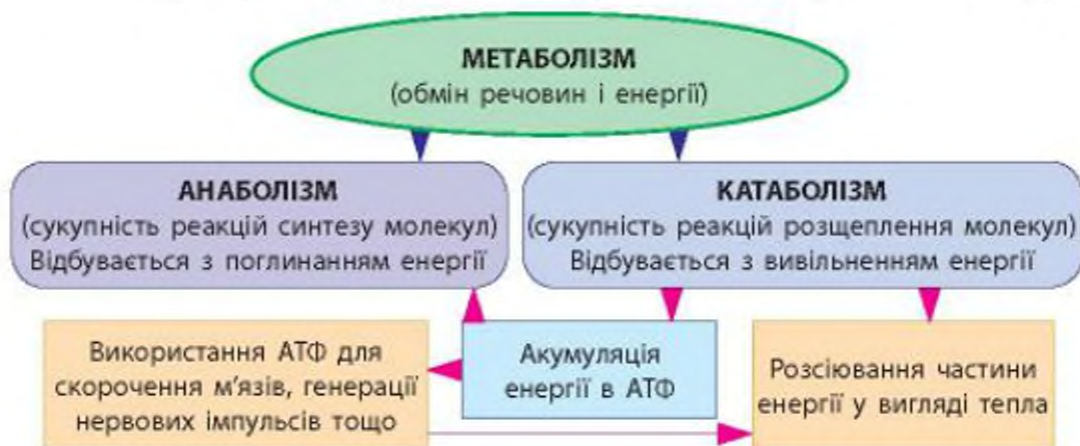 МЕТАБОЛІЗМ
(обмін речовин і енергії)
АНАБОЛІЗМ
(сукупність реакцій синтезу молекул)
Відбувається з поглинанням енергії
КАТАБОЛІЗМ
(сукупність реакцій розщеплення молекул)
Відбувається з вивільненням енергії
Використання АТФ для
скорочення м'язів, генерації
нервових імпульсів тощо
Акумуляція
енергії в АТФ
Розсіювання частини
енергії у вигляді тепла